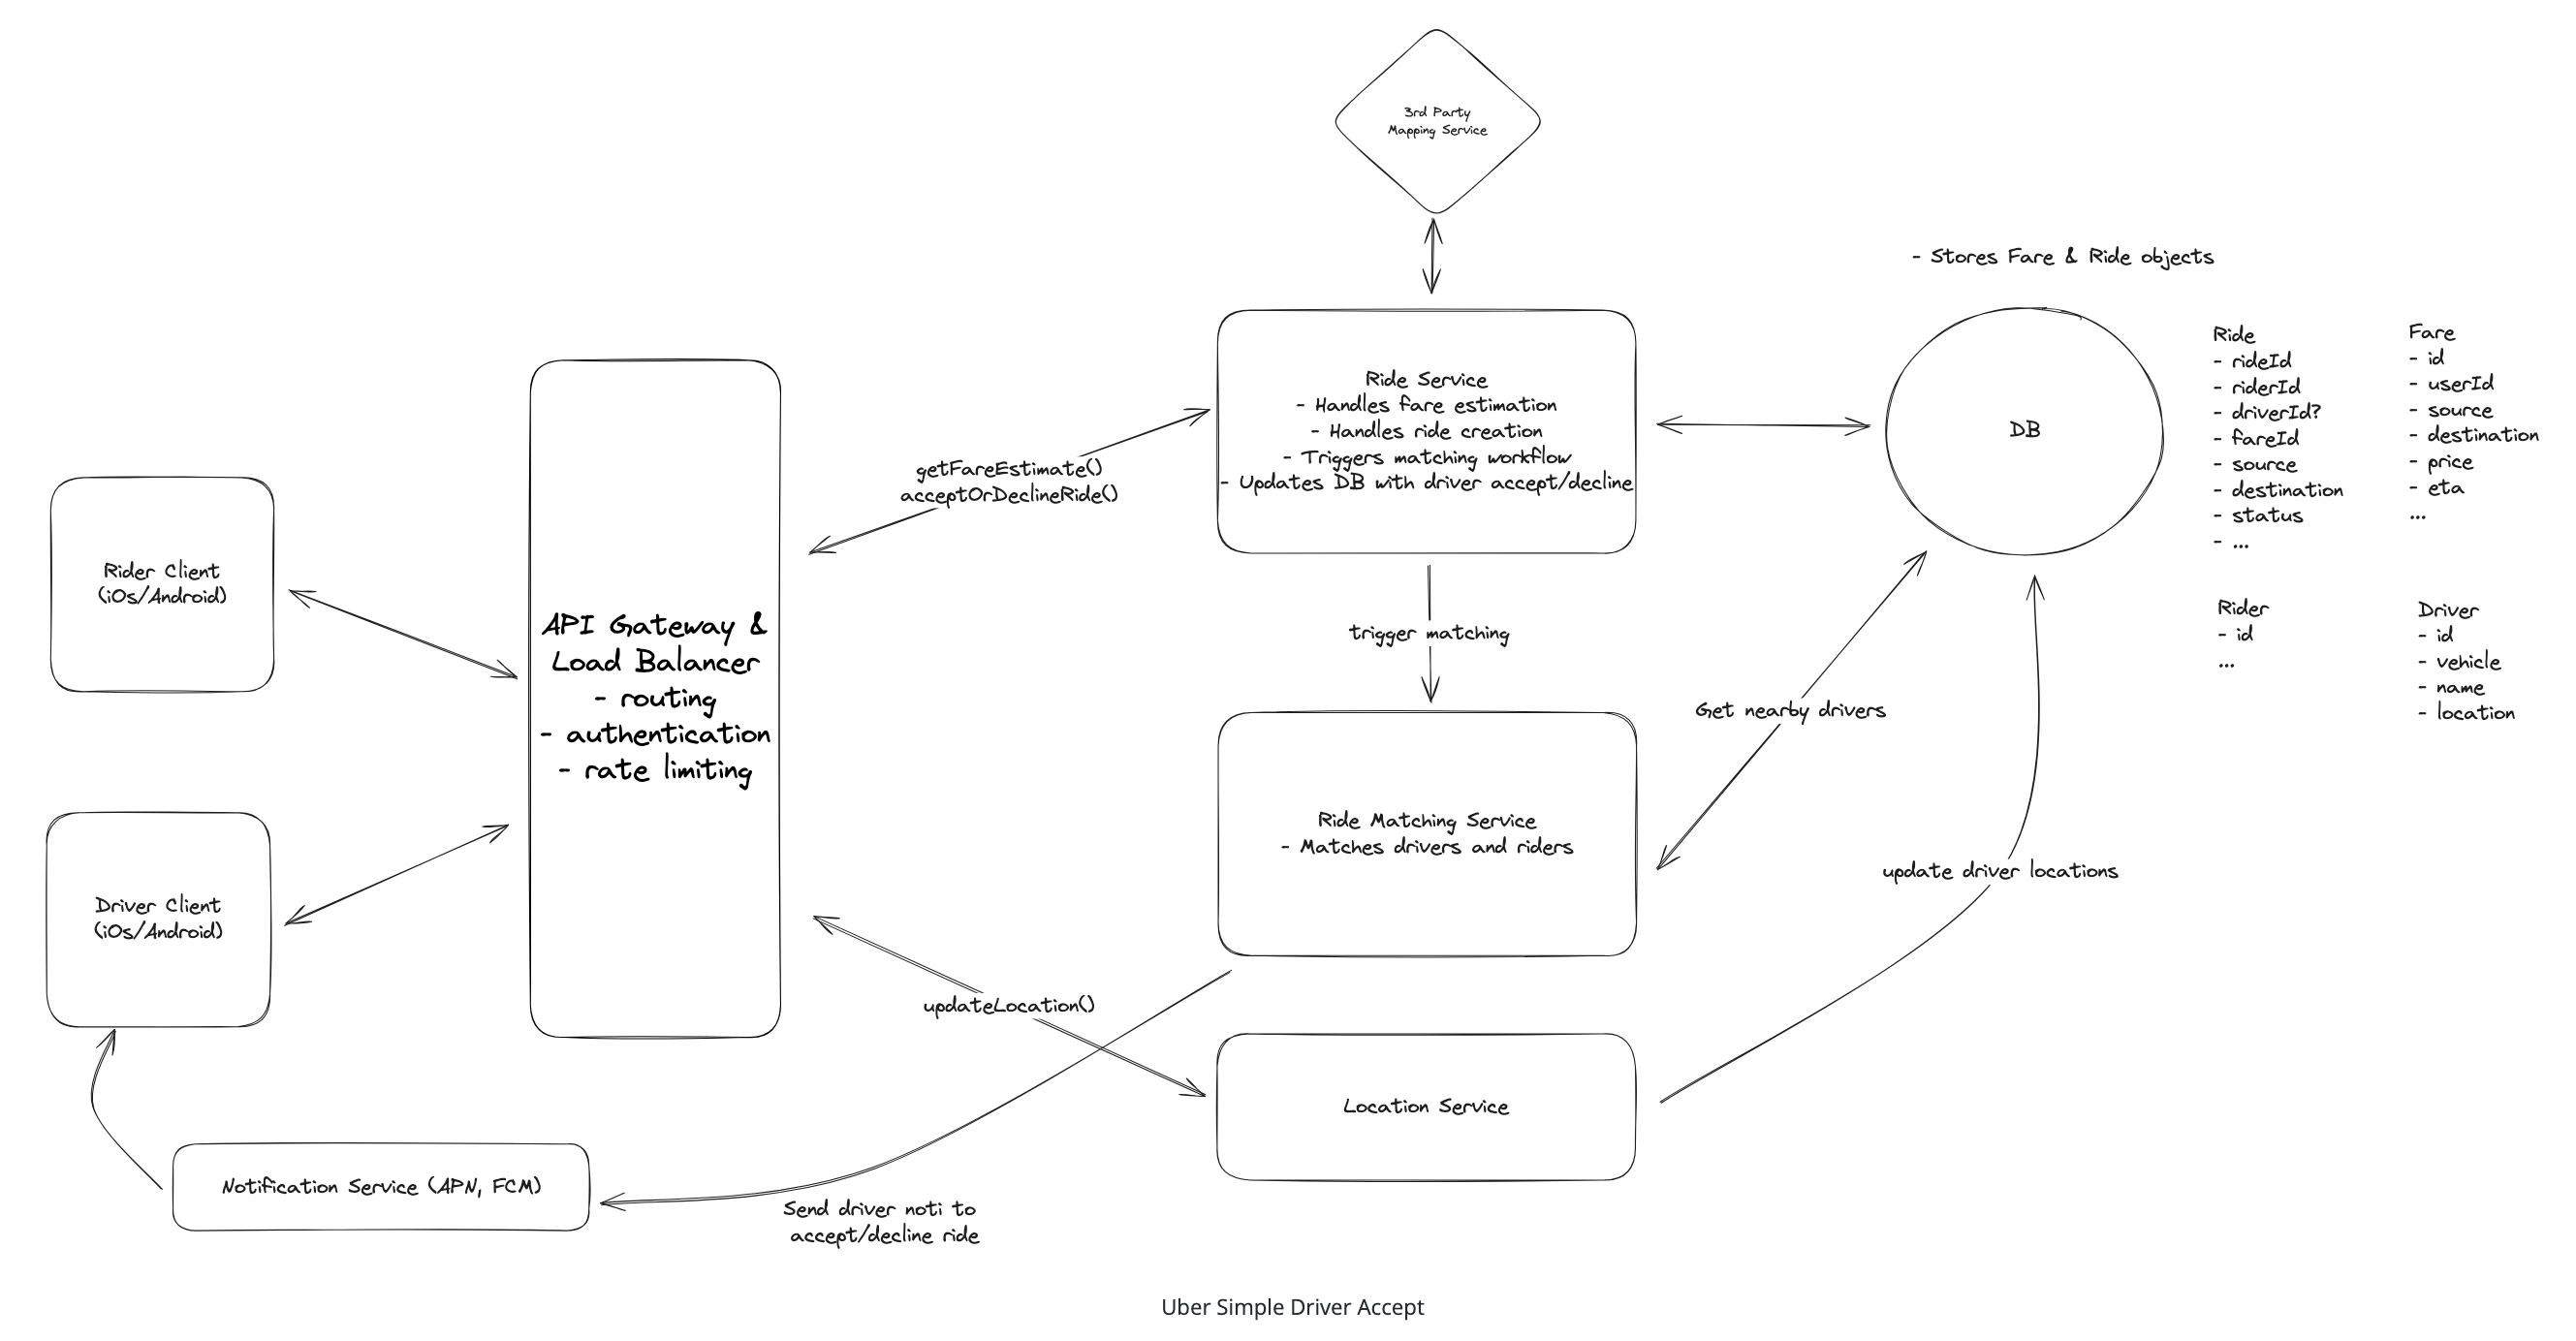 3rd Party
Mapping Service
- Stores Fare & Ride objects
Ride Service
- Handles fare estimation
- Handles ride creation
- Triggers matching workflow
- Updates DB with driver accept/decline
DB
Ride
- rideId
- riderId
- driverId?
- fareId
- source
- destination
- status
- ...
Fare
- id
- userId
- source
- destination
- price
- eta
...
Rider
- id
...
Driver
- id
- vehicle
- name
- location
getFareEstimate()
acceptOrDeclineRide()
Rider Client
(iOs/Android)
API Gateway &
Load Balancer
- routing
- authentication
- rate limiting
trigger matching
Get nearby drivers
Ride Matching Service
- Matches drivers and riders
update driver locations
Driver Client
(iOs/Android)
updateLocation()
Location Service
Notification Service (APN, FCM)
Send driver noti to
accept/decline ride
Uber Simple Driver Accept